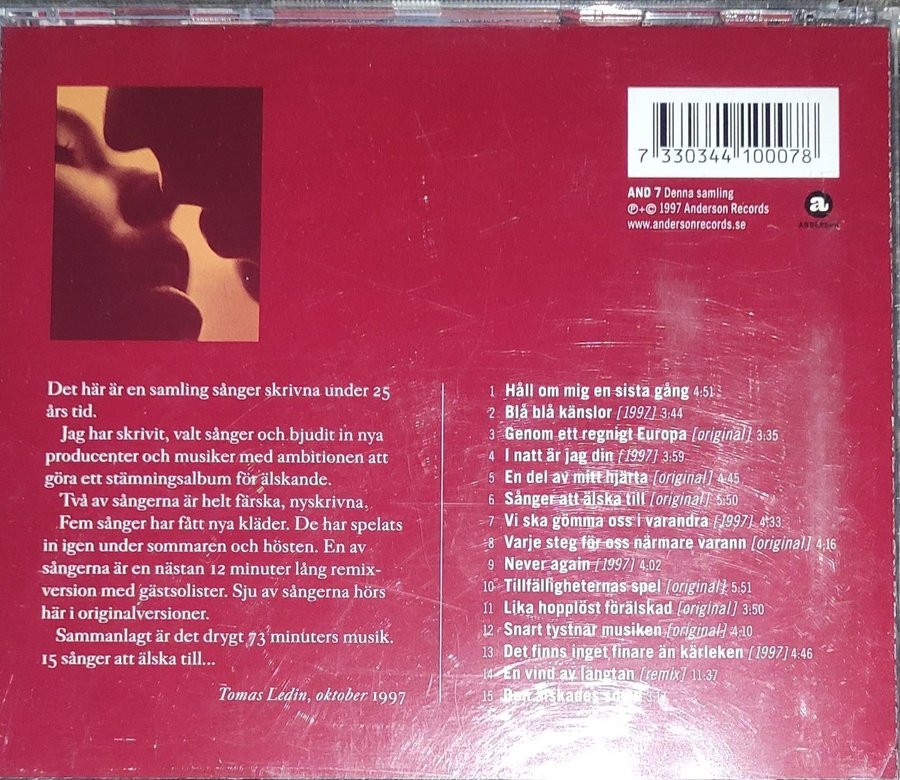 7 330344 100078
AND 7 Denna samling
℗+© 1997 Anderson Records
www.andersonrecords.se
a
Det här är en samling sånger skrivna under 25
års tid.
Jag har skrivit, valt sånger och bjudit in nya
producenter och musiker med ambitionen att
göra ett stämningsalbum för älskande.
Två av sångerna är helt färska, nyskrivna.
Fem sånger har fått nya kläder. De har spelats
in igen under sommaren och hösten. En av
sångerna är en nästan 12 minuter lång remix-
version med gästsolister. Sju av sångerna hörs
här i originalversioner.
Sammanlagt är det drygt 73 minuters musik.
15 sånger att älska till...
Tomas Ledin, oktober 1997
1 Håll om mig en sista gång 4:51
2 Blå blå känslor [1997] 3:44
3 Genom ett regnigt Europa [original] 3:35
4 I natt är jag din [1997] 3:59
5 En del av mitt hjärta [original] 4:45
6 Sånger att älska till [original] 5:50
7 Vi ska gömma oss i varandra [1997] 4:33
8 Varje steg för oss närmare varann [original] 4:16
9 Never again [1997] 4,02
10 Tillfälligheternas spel [original] 5:51
11 Lika hopplöst förälskad [original] 3:50
12 Snart tystnar musiken [original] 4:10
13 Det finns inget finare än kärleken [1997] 4:46
14 En vind av längtan [remix] 11:37
15 Den älskades